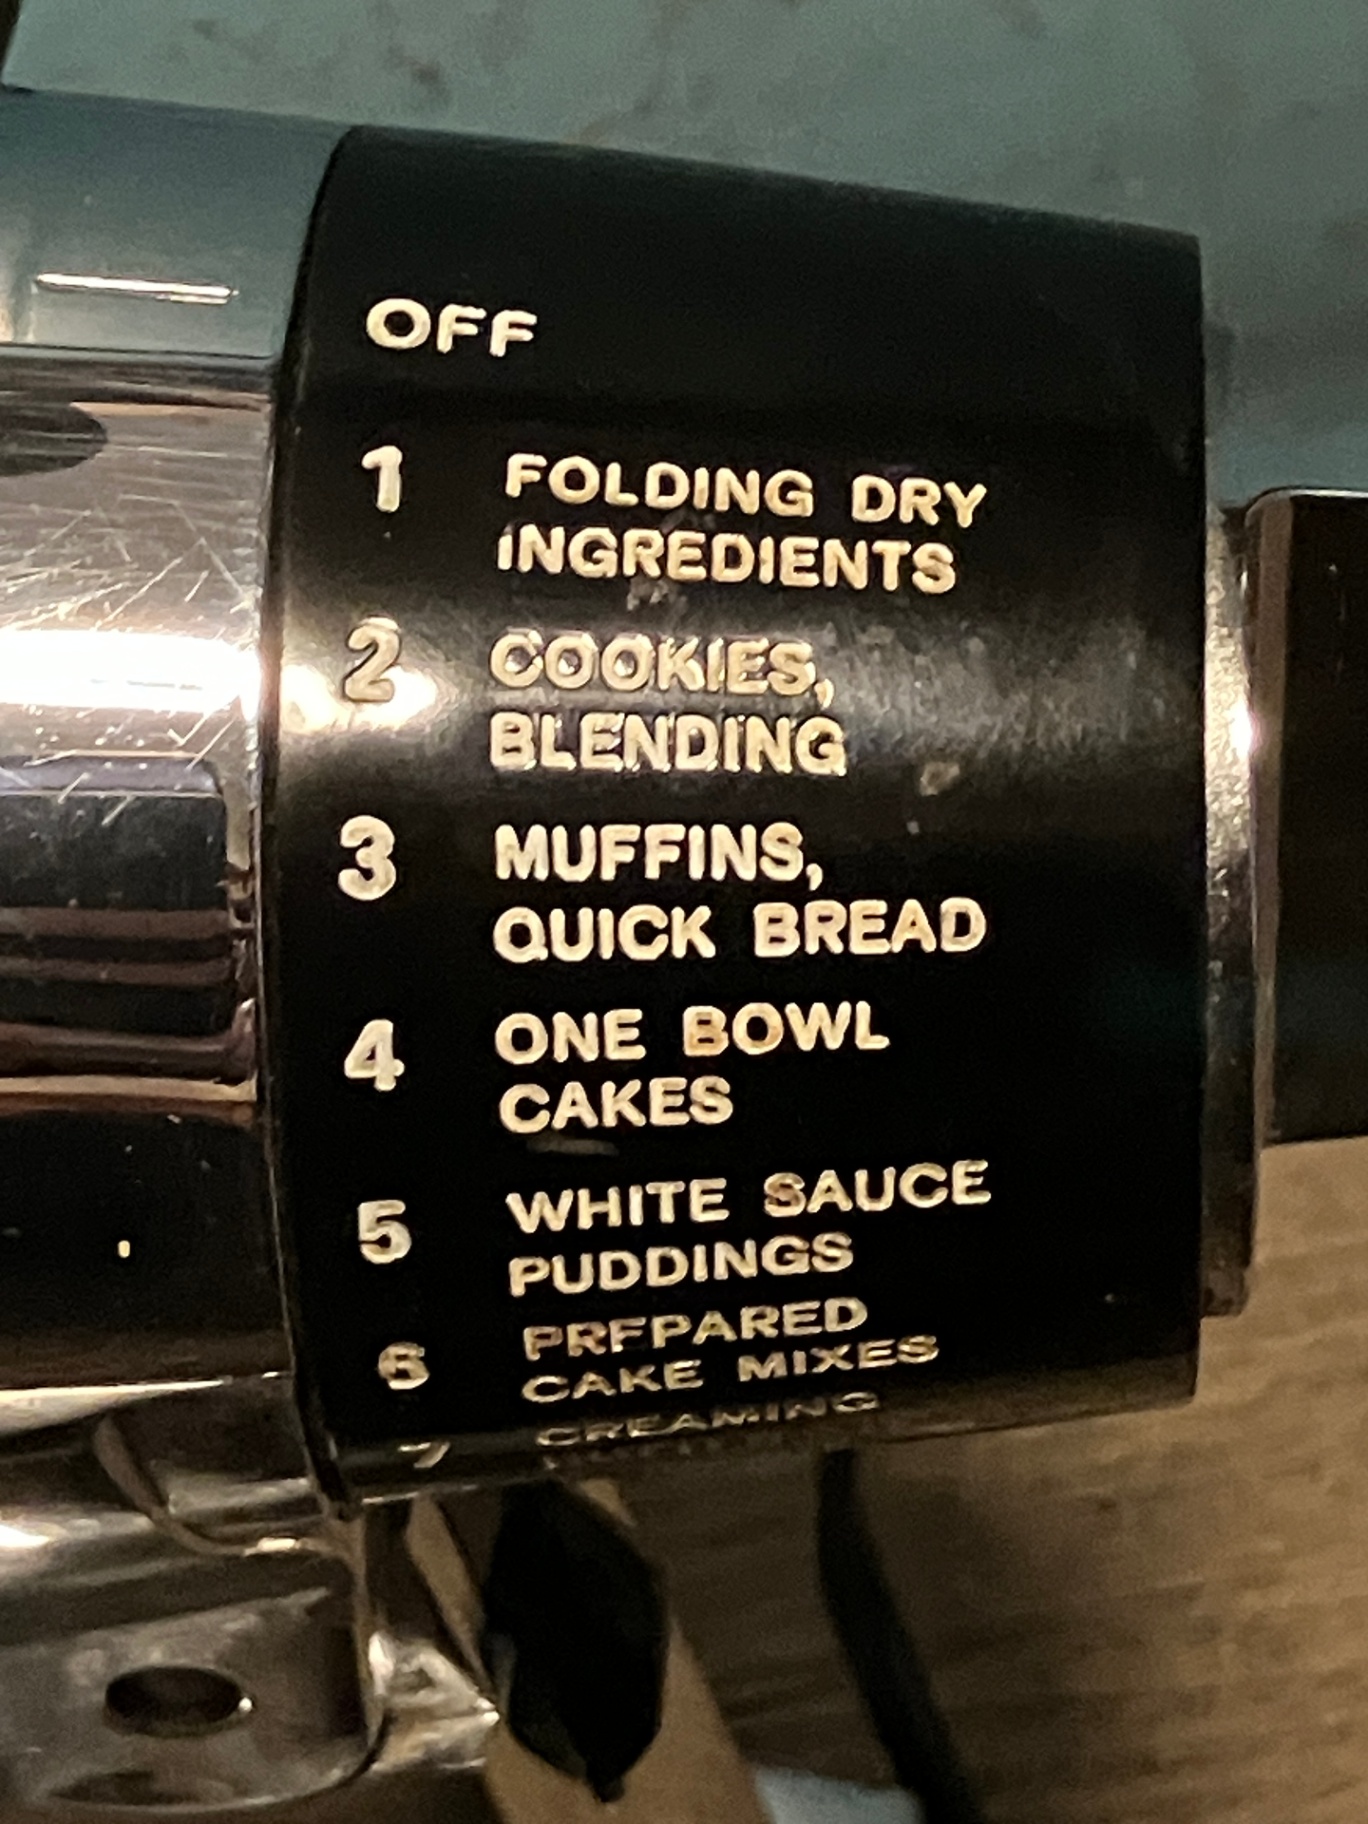 OFF
1 FOLDING DRY
INGREDIENTS
2 COOKIES,
BLENDING
3 MUFFINS,
QUICK BREAD
4 ONE BOWL
CAKES
5 WHITE SAUCE
PUDDINGS
6 PREPARED
CAKE MIXES
7 CREAMING